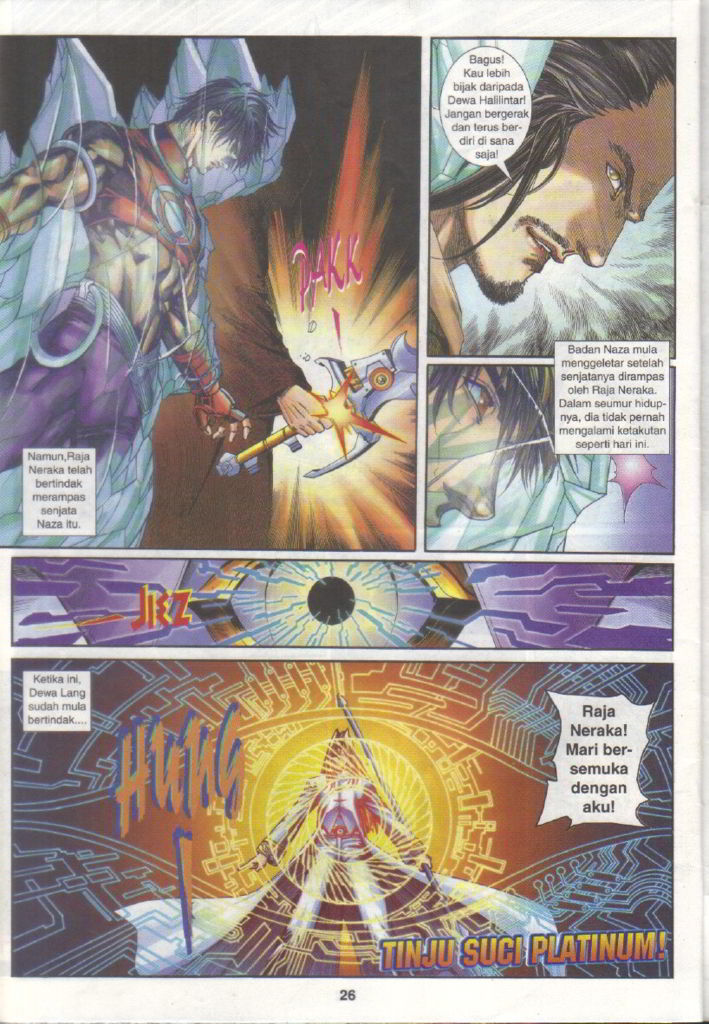 PAKK
!
Namun,Raja
Neraka telah
bertindak
merampas
senjata
Naza itu.
Bagus!
Kau lebih
bijak daripada
Dewa Halilintar!
Jangan bergerak
dan terus ber-
diri di sana
saja!
Badan Naza mula
menggeletar setelah
senjatanya dirampas
oleh Raja Neraka.
Dalam seumur hidup-
nya, dia tidak pernah
mengalami ketakutan
seperti hari ini.
JIEZ
Ketika ini,
Dewa Lang
sudah mula
bertindak....
HUNG
!
Raja
Neraka!
Mari ber-
semuka
dengan
aku!
TINJU SUCI PLATINUM!
26